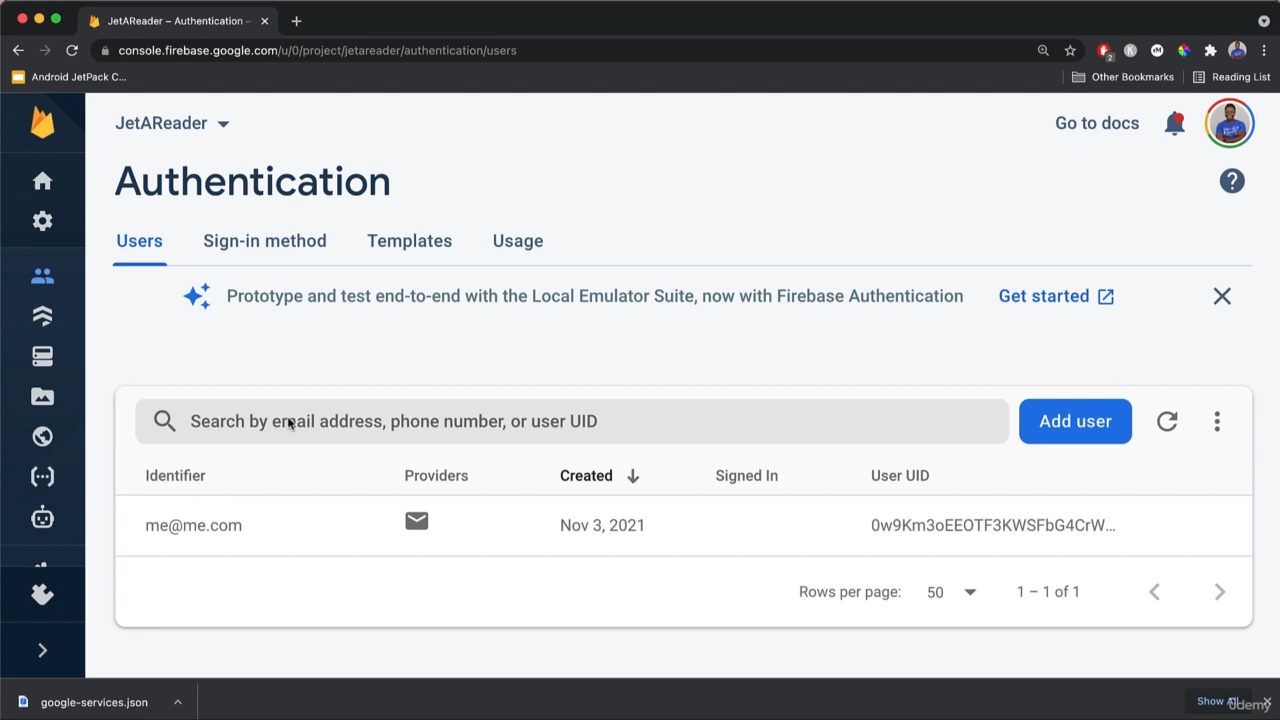 JetAReader – Authentication –
console.firebase.google.com/u/0/project/jetareader/authentication/users
2
Android JetPack C...
Other Bookmarks
Reading List
JetAReader
Go to docs
Authentication
?
Users
Sign-in method
Templates
Usage
Prototype and test end-to-end with the Local Emulator Suite, now with Firebase Authentication
Get started
Search by email address, phone number, or user UID
Add user
Identifier
Providers
Created
Signed In
User UID
me@me.com
Nov 3, 2021
0w9Km3oEEOTF3KWSFbG4CrW...
Rows per page:
50
1 – 1 of 1
google-services.json
Show All
udemy